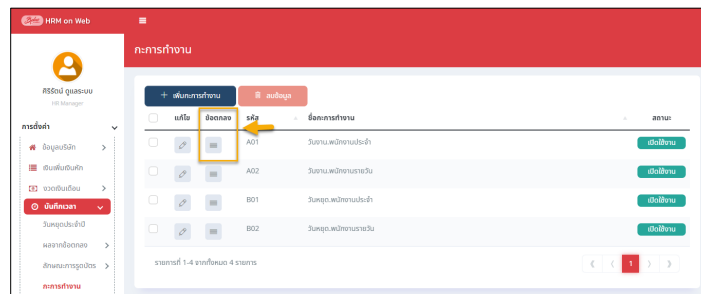 HRM on Web
กะการทำงาน
ศิริรัตน์ ดูแลระบบ
HR Manager
การตั้งค่า
ข้อมูลบริษัท
เงินเพิ่มเงินหัก
งวดเงินเดือน
บันทึกเวลา
วันหยุดประจำปี
ผลจากข้อตกลง
ลักษณะการรูดบัตร
กะการทำงาน
+ เพิ่มกะการทำงาน
ลบข้อมูล
แก้ไข ข้อตกลง รหัส ชื่อกะการทำงาน สถานะ
A01 วันงาน.พนักงานประจำ เปิดใช้งาน
A02 วันงาน.พนักงานรายวัน เปิดใช้งาน
B01 วันหยุด.พนักงานประจำ เปิดใช้งาน
B02 วันหยุด.พนักงานรายวัน เปิดใช้งาน
รายการที่ 1-4 จากทั้งหมด 4 รายการ
1